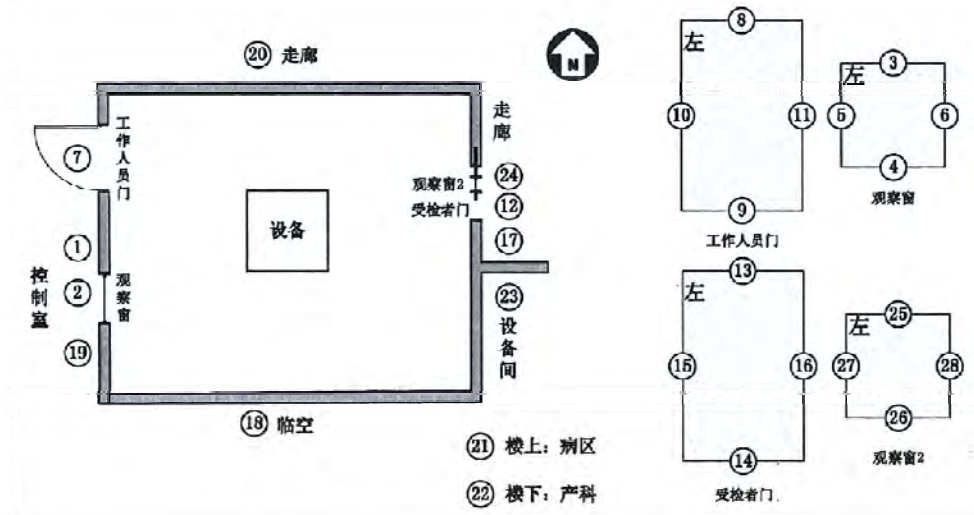 ⑳ 走廊
N
工作人员门
⑦
走廊
观察窗2
㉔
受检者门
⑫
设备
⑰
①
控制室
②
观察窗
⑲
㉓
设备间
⑱ 临空
㉑ 楼上：病区
㉒ 楼下：产科
⑧
左
⑩
⑪
⑨
工作人员门
③
左
⑤
⑥
④
观察窗
⑬
左
⑮
⑯
⑭
受检者门
㉕
左
㉗
㉘
㉖
观察窗2